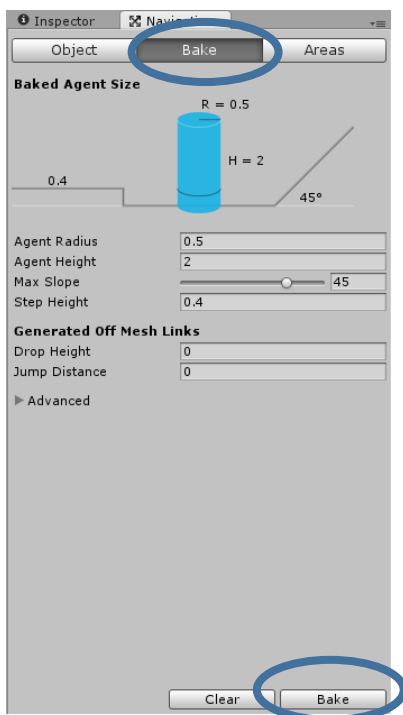 Inspector Navigation
Object Bake Areas
Baked Agent Size
R = 0.5
H = 2
0.4
45°
Agent Radius 0.5
Agent Height 2
Max Slope 45
Step Height 0.4
Generated Off Mesh Links
Drop Height 0
Jump Distance 0
Advanced
Clear Bake